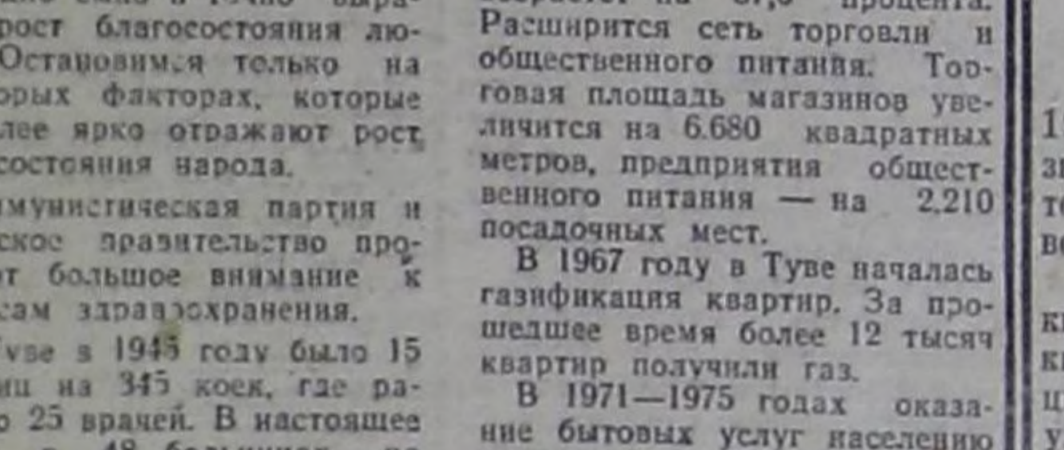 рост благосостояния лю-
Остановимся только на
орых факторах, которые
лее ярко отражают рост
состояния народа.
мунистическая партия и
ское правительство про-
большое внимание к
сам здравоохранения.
уве в 1945 году было 15
на 345 коек, где ра-
25 врачей. В настоящее
процента.
Расширится сеть торговли и
общественного питания. Тор-
говая площадь магазинов уве-
личится на 6.680 квадратных
метров, предприятия общест-
венного питания — на 2.210
посадочных мест.
В 1967 году в Туве началась
газификация квартир. За про-
шедшее время более 12 тысяч
квартир получили газ.
В 1971—1975 годах оказа-
ние бытовых услуг населению